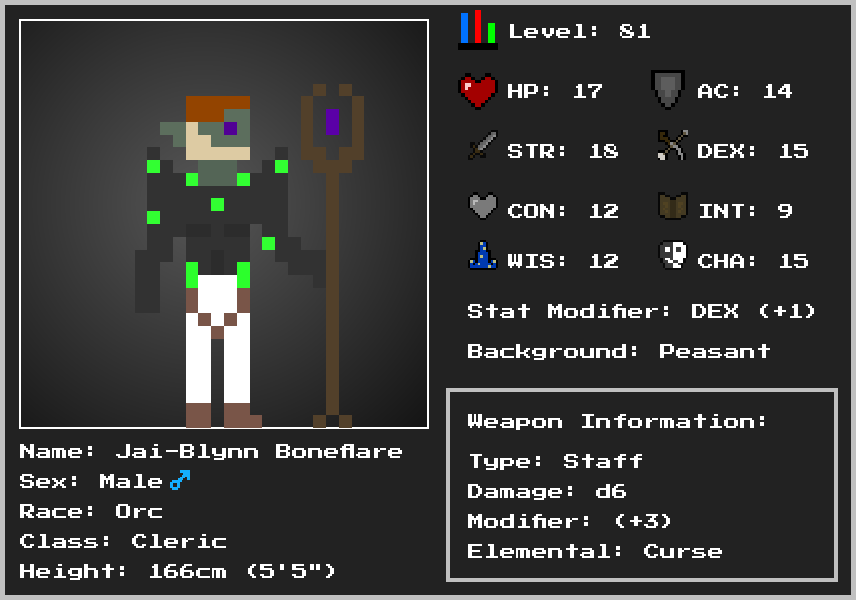 Level: 81
HP: 17
AC: 14
STR: 18
DEX: 15
CON: 12
INT: 9
WIS: 12
CHA: 15
Stat Modifier: DEX (+1)
Background: Peasant
Weapon Information:
Type: Staff
Damage: d6
Modifier: (+3)
Elemental: Curse
Name: Jai-Blynn Boneflare
Sex: Male ♂
Race: Orc
Class: Cleric
Height: 166cm (5'5")